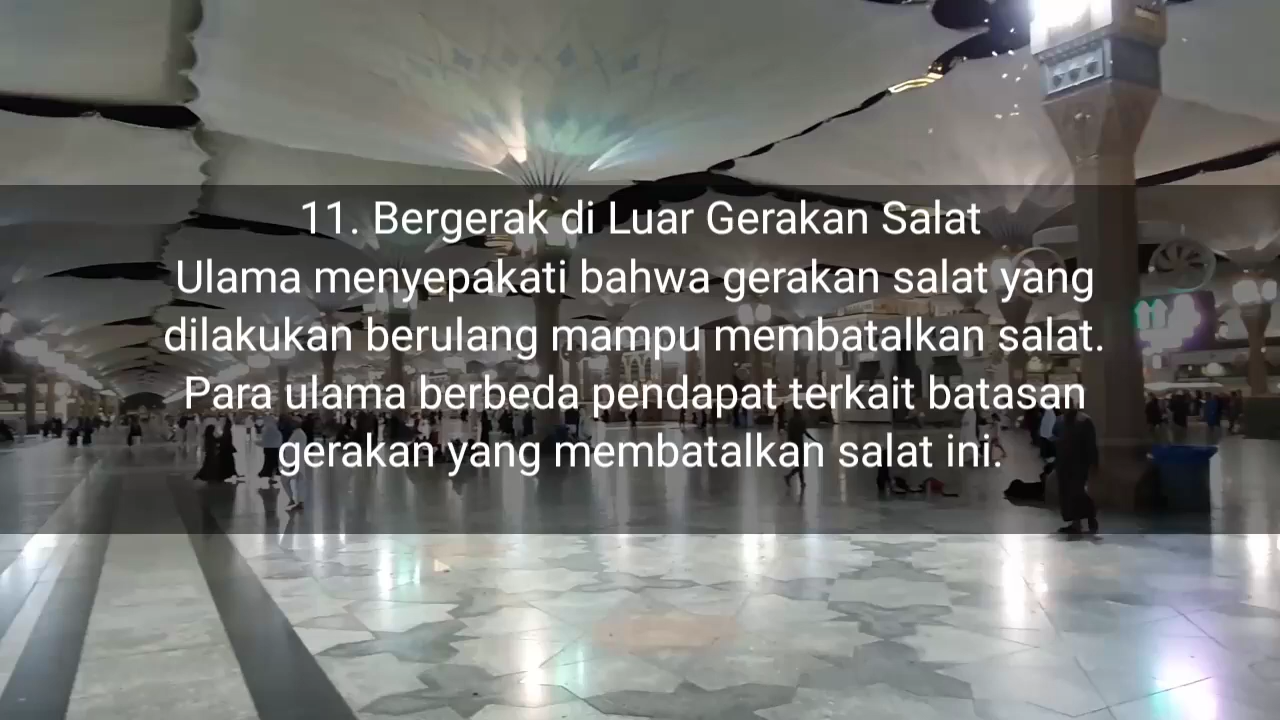 11. Bergerak di Luar Gerakan Salat
Ulama menyepakati bahwa gerakan salat yang
dilakukan berulang mampu membatalkan salat.
Para ulama berbeda pendapat terkait batasan
gerakan yang membatalkan salat ini.